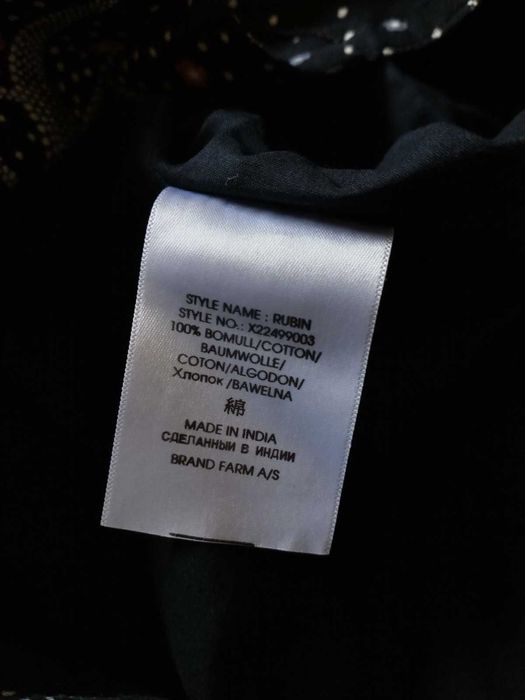 STYLE NAME : RUBIN
STYLE NO.: X22499003
100% BOMULL/COTTON/
BAUMWOLLE/
COTON/ALGODON/
Хлопок/BAWELNA
綿
MADE IN INDIA
СДЕЛАННЫЙ В ИНДИИ
BRAND FARM A/S